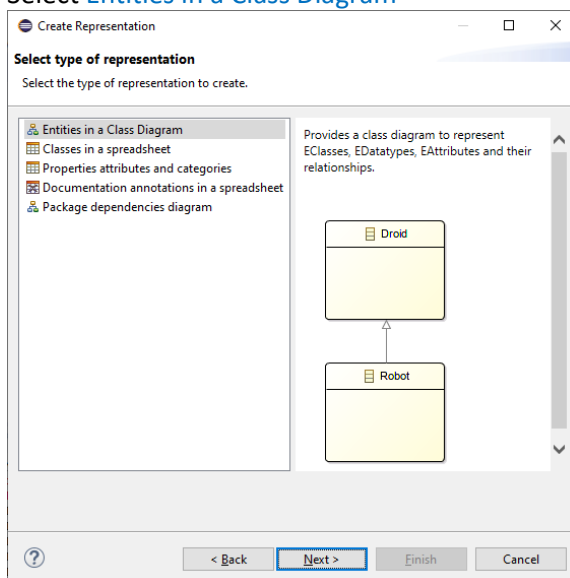 Select Entities in a Class Diagram
Create Representation
Select type of representation
Select the type of representation to create.
Entities in a Class Diagram
Classes in a spreadsheet
Properties attributes and categories
Documentation annotations in a spreadsheet
Package dependencies diagram
Provides a class diagram to represent
EClasses, EDatatypes, EAttributes and their
relationships.
Droid
Robot
?
< Back
Next >
Finish
Cancel